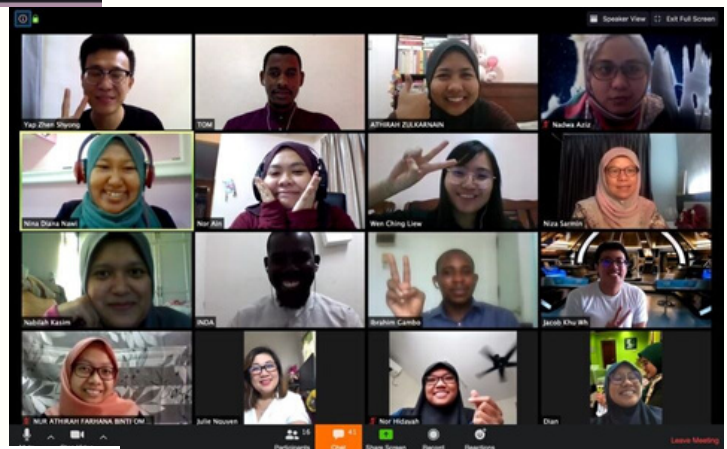 Speaker View Exit Full Screen
Yap Zhen Shyong
TOM
ATHIRAH ZULKARNAIN
Nadwa Aziz
Nina Diana Nawi
Nor Ain
Wen Ching Liew
Niza Sarmin
Nabilah Kasim
INDA
Ibrahim Gambo
Jacob Khu Wh
NUR ATHIRAH FARHANA BINTI OM
Julie Nguyen
Nor Hidayah
Dian
Participants 16
Chat 41
Share Screen
Record
Reactions
Leave Meeting